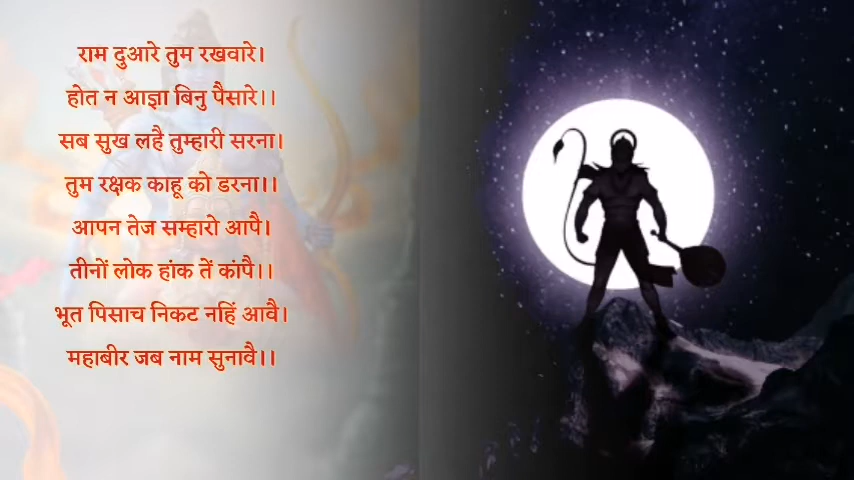 राम दुआरे तुम रखवारे।
होत न आज्ञा बिनु पैसारे।।
सब सुख लहै तुम्हारी सरना।
तुम रक्षक काहू को डरना।।
आपन तेज सम्हारो आपै।
तीनों लोक हांक तें कांपै।।
भूत पिसाच निकट नहिं आवै।
महाबीर जब नाम सुनावै।।